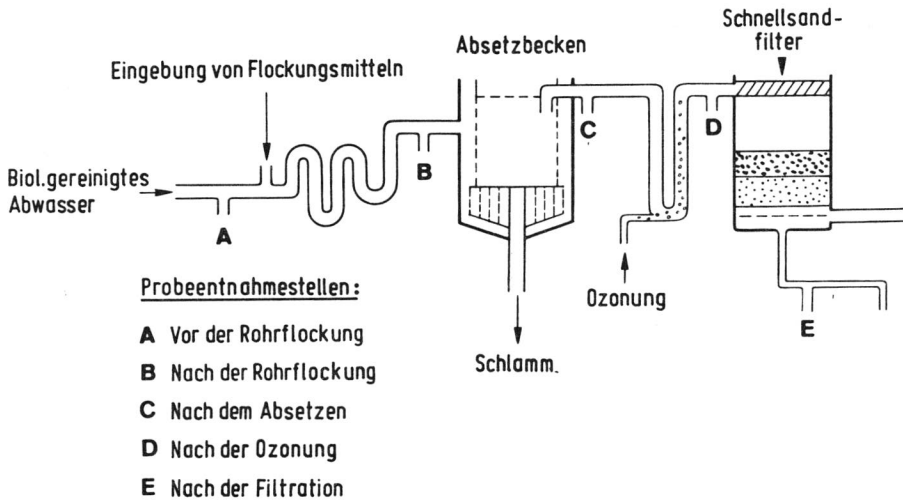 Schnellsand-
filter
Absetzbecken
Eingebung von Flockungsmitteln
Biol.gereinigtes
Abwasser
A
B
C
D
Ozonung
E
Schlamm.
Probeentnahmestellen:
A Vor der Rohrflockung
B Nach der Rohrflockung
C Nach dem Absetzen
D Nach der Ozonung
E Nach der Filtration